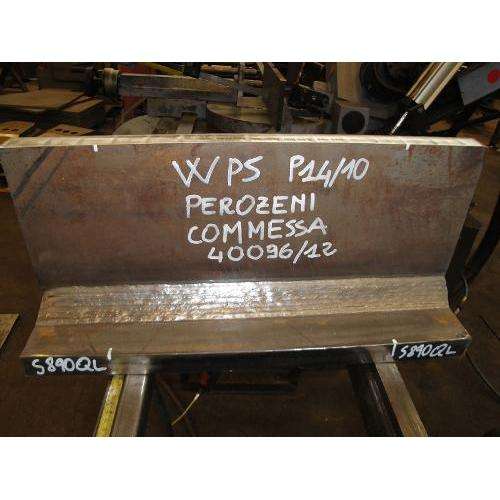 WPS P14/10
PEROZENI
COMMESSA
40096/12
S890QL
S890QL